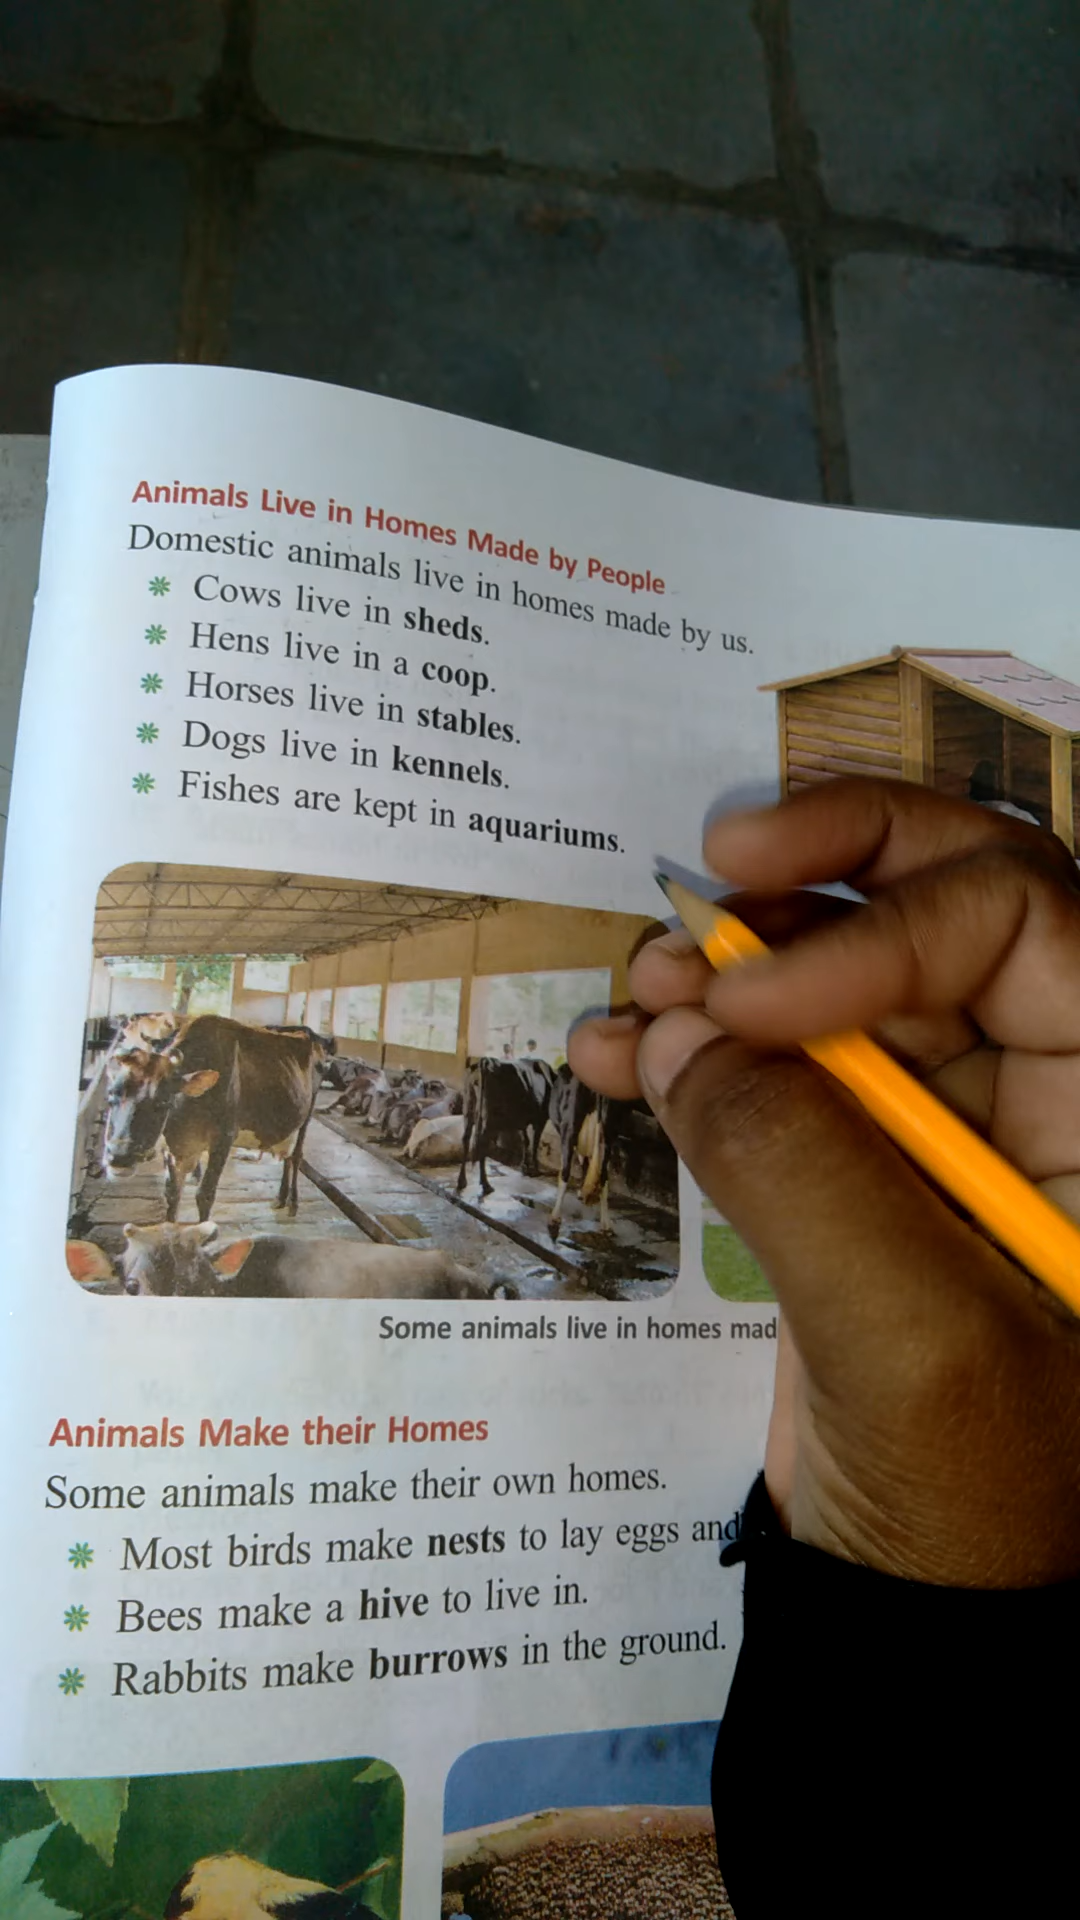 Animals Live in Homes Made by People
Domestic animals live in homes made by us.
Cows live in sheds.
Hens live in a coop.
Horses live in stables.
Dogs live in kennels.
Fishes are kept in aquariums.
Some animals live in homes mad
Animals Make their Homes
Some animals make their own homes.
Most birds make nests to lay eggs and
Bees make a hive to live in.
Rabbits make burrows in the ground.